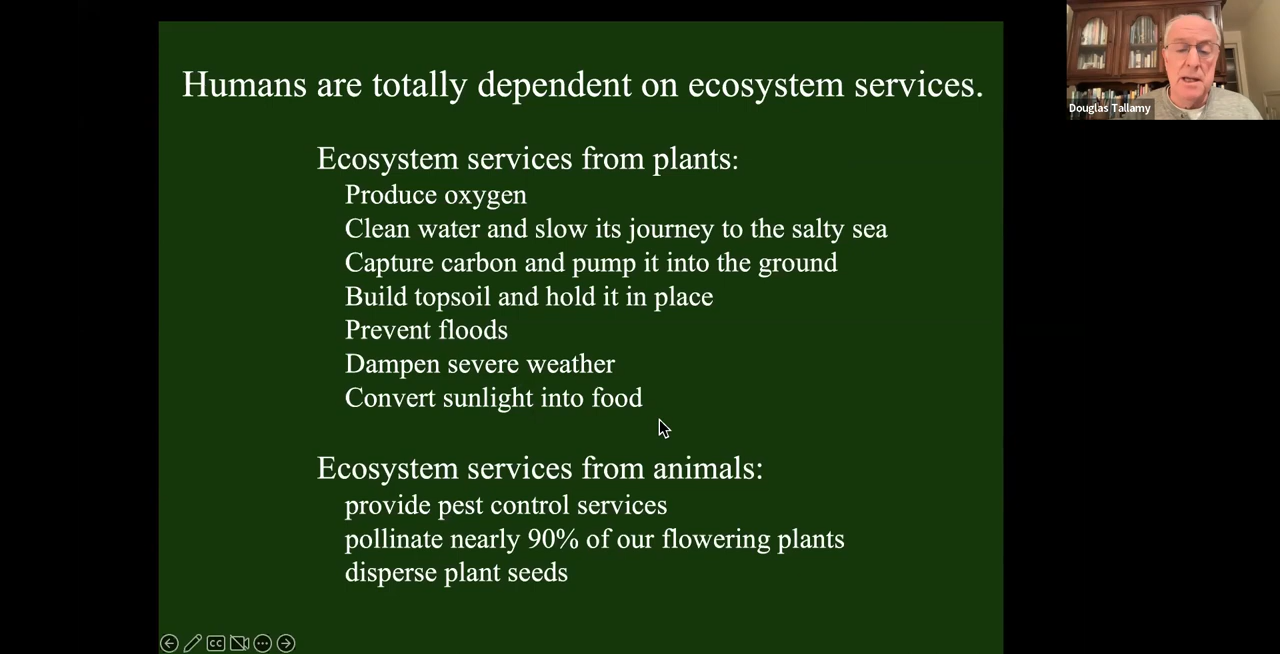 Humans are totally dependent on ecosystem services.
Ecosystem services from plants:
Produce oxygen
Clean water and slow its journey to the salty sea
Capture carbon and pump it into the ground
Build topsoil and hold it in place
Prevent floods
Dampen severe weather
Convert sunlight into food
Ecosystem services from animals:
provide pest control services
pollinate nearly 90% of our flowering plants
disperse plant seeds
Douglas Tallamy
CC